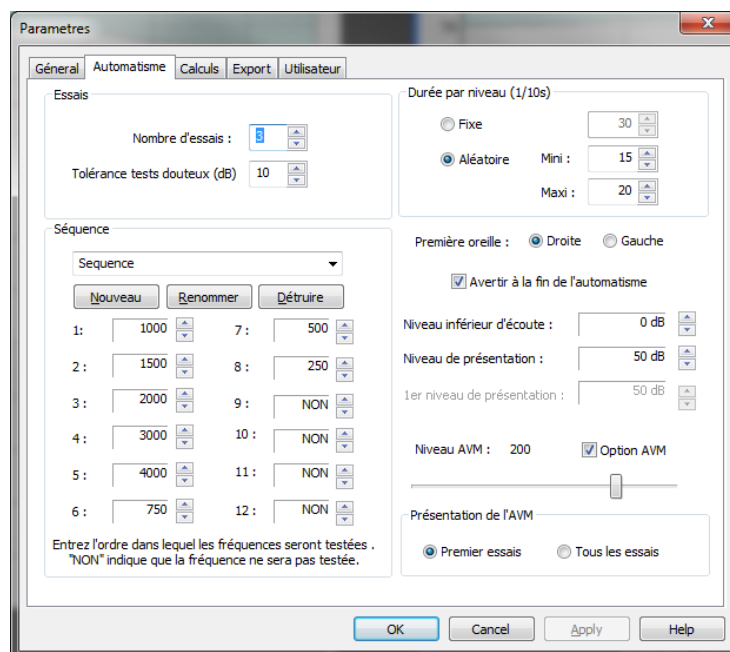 Parametres
Géneral
Automatisme
Calculs
Export
Utilisateur
Essais
Nombre d'essais : 3
Tolérance tests douteux (dB) 10
Durée par niveau (1/10s)
Fixe 30
Aléatoire Mini : 15
Maxi : 20
Séquence
Sequence
Nouveau Renommer Détruire
1: 1000 7 : 500
2 : 1500 8 : 250
3 : 2000 9 : NON
4 : 3000 10 : NON
5 : 4000 11 : NON
6 : 750 12 : NON
Entrez l'ordre dans lequel les fréquences seront testées .
"NON" indique que la fréquence ne sera pas testée.
Première oreille : Droite Gauche
Avertir à la fin de l'automatisme
Niveau inférieur d'écoute : 0 dB
Niveau de présentation : 50 dB
1er niveau de présentation : 50 dB
Niveau AVM : 200 Option AVM
Présentation de l'AVM
Premier essais Tous les essais
OK Cancel Apply Help